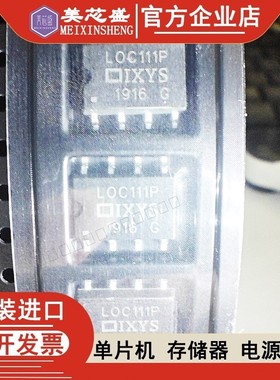 美芯盛
MEIXINSHENG
官方企业店
LOC111P
IXYS
1916 G
LOC111P
IXYS
1916 G
LOC111P
IXYS
装进口
开发票
单片机 存储器 电源